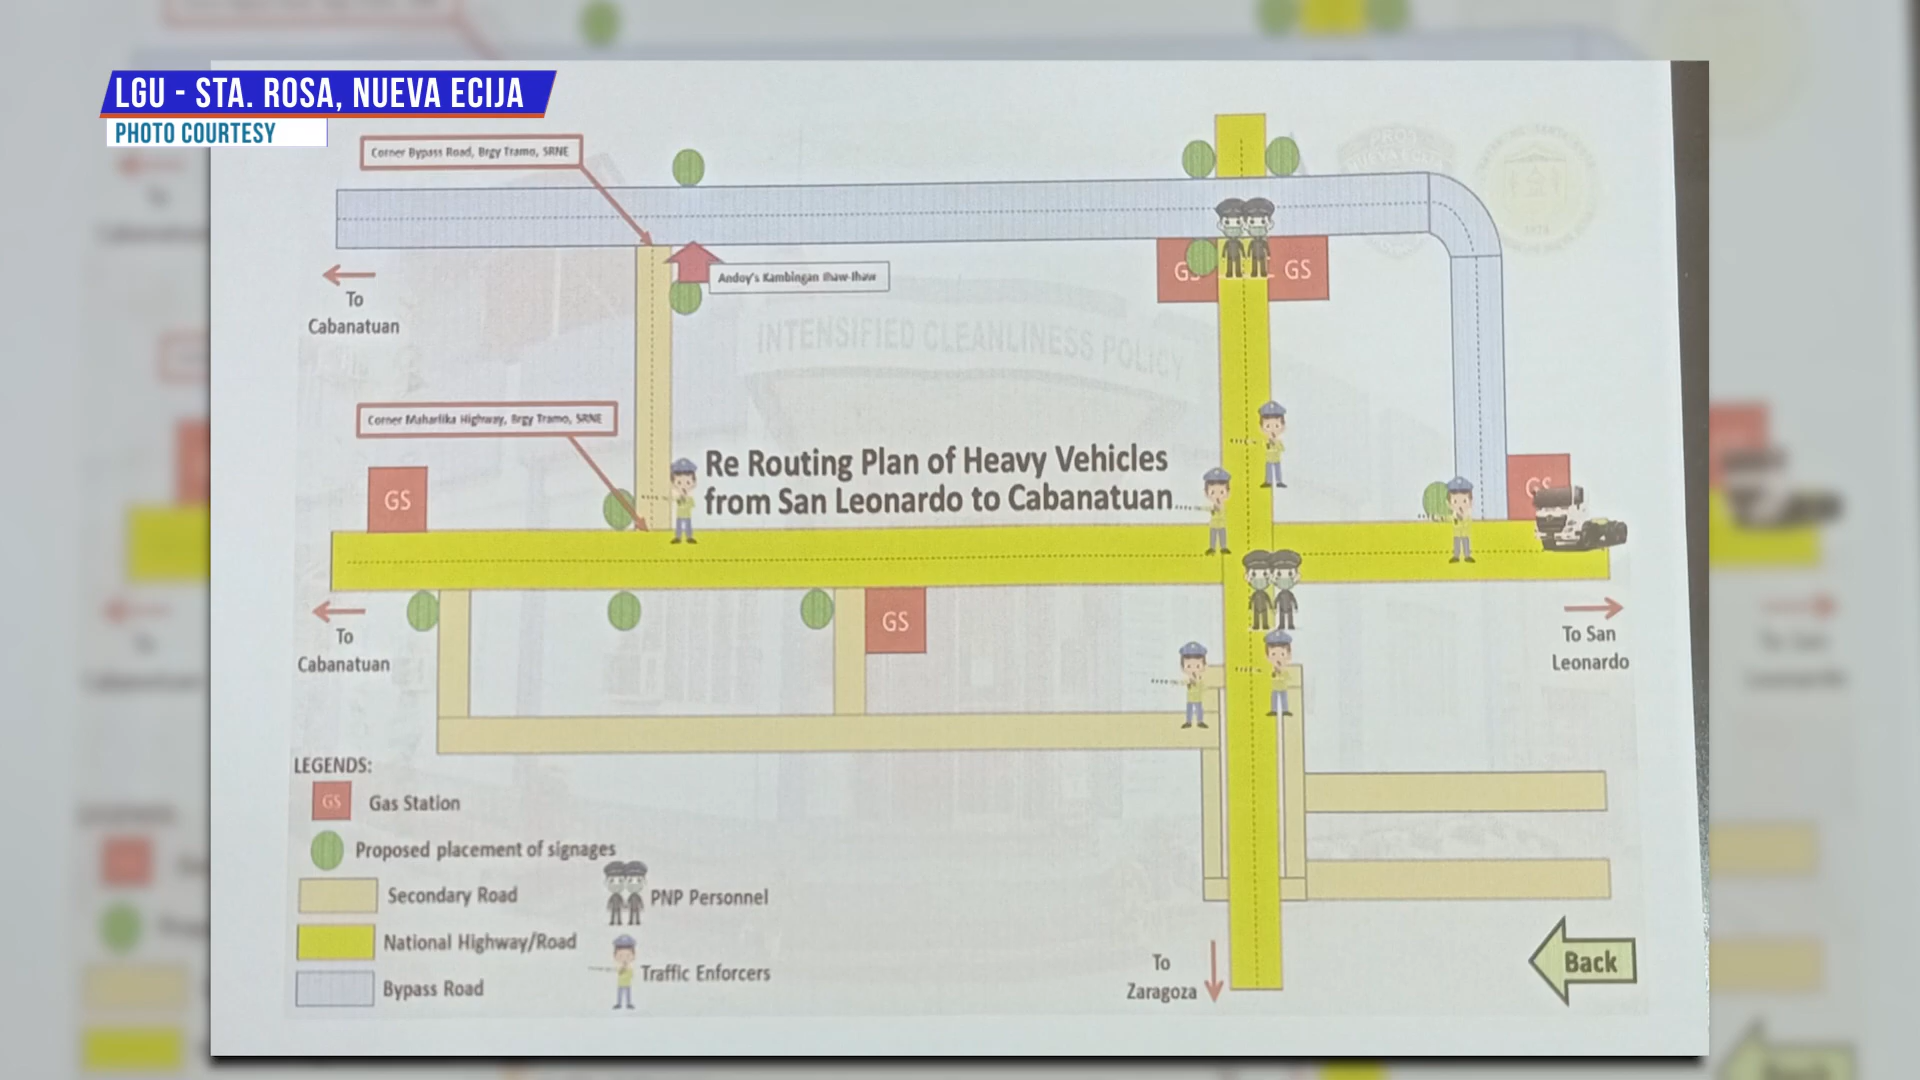 LGU - STA. ROSA, NUEVA ECIJA
PHOTO COURTESY
Corner Bypass Road, Brgy Tramo, SRNE
Andoy's Kambingan Ihaw-Ihaw
To
Cabanatuan
GS
GS
INTENSIFIED CLEANLINESS POLICY
Corner Maharlika Highway, Brgy Tramo, SRNE
Re Routing Plan of Heavy Vehicles
from San Leonardo to Cabanatuan
GS
GS
To
Cabanatuan
GS
To San
Leonardo
LEGENDS:
GS Gas Station
Proposed placement of signages
Secondary Road
PNP Personnel
National Highway/Road
Traffic Enforcers
Bypass Road
To
Zaragoza
Back